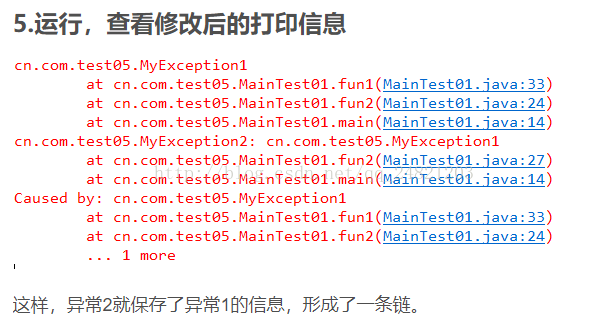 5.运行，查看修改后的打印信息
cn.com.test05.MyException1
at cn.com.test05.MainTest01.fun1(MainTest01.java:33)
at cn.com.test05.MainTest01.fun2(MainTest01.java:24)
at cn.com.test05.MainTest01.main(MainTest01.java:14)
cn.com.test05.MyException2: cn.com.test05.MyException1
at cn.com.test05.MainTest01.fun2(MainTest01.java:27)
at cn.com.test05.MainTest01.main(MainTest01.java:14)
Caused by: cn.com.test05.MyException1
at cn.com.test05.MainTest01.fun1(MainTest01.java:33)
at cn.com.test05.MainTest01.fun2(MainTest01.java:24)
... 1 more
这样，异常2就保存了异常1的信息，形成了一条链。